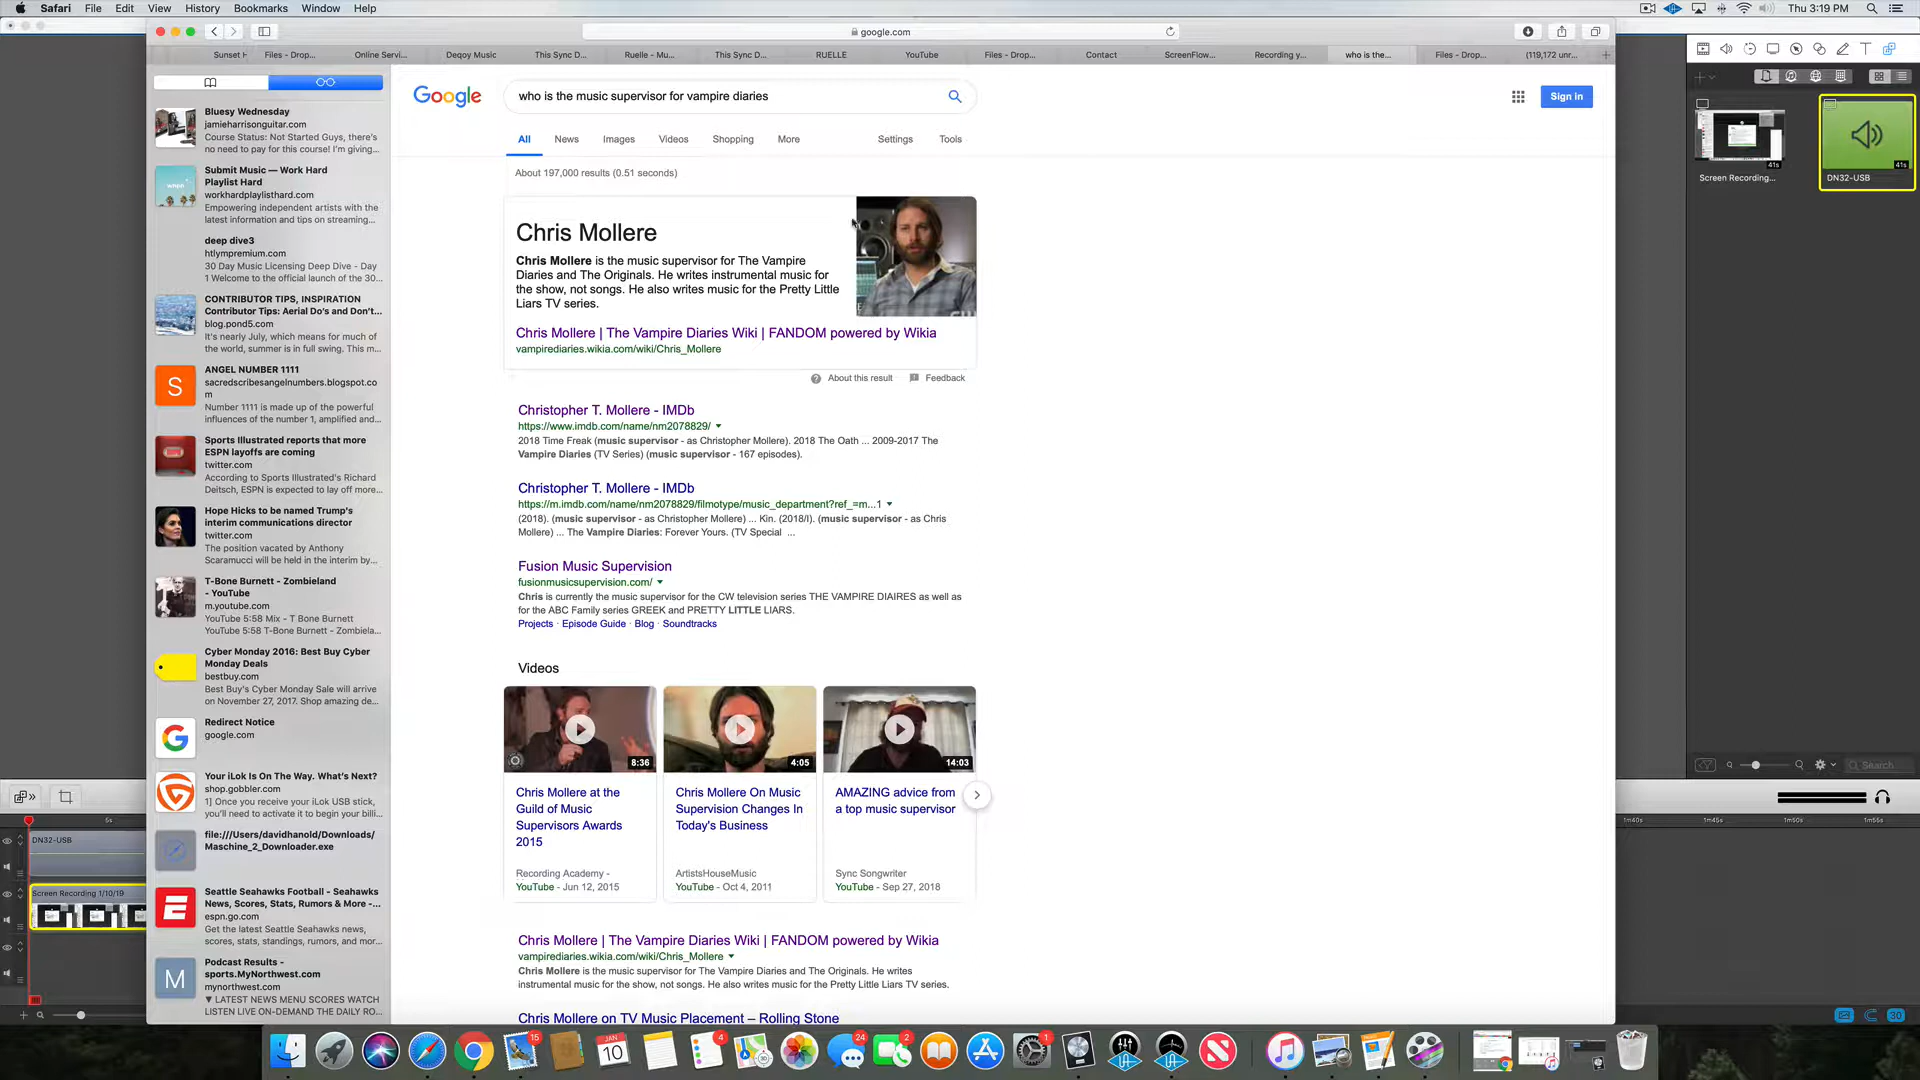 Safari File Edit View History Bookmarks Window Help
Thu 3:19 PM
google.com
Sunset H Files - Drop... Online Servi... Deqoy Music This Sync D... Ruelle - Mu... This Sync D... RUELLE YouTube Files - Drop... Contact ScreenFlow... Recording y... who is the... Files - Drop... (119,172 unr...
Bluesy Wednesday
jamieharrisonguitar.com
Course Status: Not Started Guys, there's
no need to pay for this course! I'm giving...
Submit Music — Work Hard
Playlist Hard
workhardplaylisthard.com
Empowering independent artists with the
latest information and tips on streaming...
deep dive3
htlympremium.com
30 Day Music Licensing Deep Dive - Day
1 Welcome to the official launch of the 30...
CONTRIBUTOR TIPS, INSPIRATION
Contributor Tips: Aerial Do's and Don't...
blog.pond5.com
It's nearly July, which means for much of
the world, summer is in full swing. This m...
S
ANGEL NUMBER 1111
sacredscribesangelnumbers.blogspot.co
m
Number 1111 is made up of the powerful
influences of the number 1, amplified and...
Sports Illustrated reports that more
ESPN layoffs are coming
twitter.com
According to Sports Illustrated's Richard
Deitsch, ESPN is expected to lay off more...
Hope Hicks to be named Trump's
interim communications director
twitter.com
The position vacated by Anthony
Scaramucci will be held in the interim by...
T-Bone Burnett - Zombieland
- YouTube
m.youtube.com
YouTube 5:58 Mix - T Bone Burnett
YouTube 5:58 T-Bone Burnett - Zombiela...
Cyber Monday 2016: Best Buy Cyber
Monday Deals
bestbuy.com
Best Buy's Cyber Monday Sale will arrive
on November 27, 2017. Shop amazing de...
Redirect Notice
google.com
Your iLok Is On The Way. What's Next?
shop.gobbler.com
1] Once you receive your iLok USB stick,
you'll need to activate it to begin your billi...
file:///Users/davidhanold/Downloads/
Maschine_2_Downloader.exe
Seattle Seahawks Football - Seahawks
News, Scores, Stats, Rumors & More -...
espn.go.com
Get the latest Seattle Seahawks news,
scores, stats, standings, rumors, and mor...
M
Podcast Results -
sports.MyNorthwest.com
mynorthwest.com
▼ LATEST NEWS MENU SCORES WATCH
LISTEN LIVE ON-DEMAND THE DAILY RO...
Google
who is the music supervisor for vampire diaries
Sign in
All News Images Videos Shopping More Settings Tools
About 197,000 results (0.51 seconds)
Chris Mollere
Chris Mollere is the music supervisor for The Vampire
Diaries and The Originals. He writes instrumental music for
the show, not songs. He also writes music for the Pretty Little
Liars TV series.
Chris Mollere | The Vampire Diaries Wiki | FANDOM powered by Wikia
vampirediaries.wikia.com/wiki/Chris_Mollere
About this result Feedback
Christopher T. Mollere - IMDb
https://www.imdb.com/name/nm2078829/
2018 Time Freak (music supervisor - as Christopher Mollere). 2018 The Oath ... 2009-2017 The
Vampire Diaries (TV Series) (music supervisor - 167 episodes).
Christopher T. Mollere - IMDb
https://m.imdb.com/name/nm2078829/filmotype/music_department?ref_=m...1
(2018). (music supervisor - as Christopher Mollere) ... Kin. (2018/I). (music supervisor - as Chris
Mollere) ... The Vampire Diaries: Forever Yours. (TV Special ...
Fusion Music Supervision
fusionmusicsupervision.com/
Chris is currently the music supervisor for the CW television series THE VAMPIRE DIAIRES as well as
for the ABC Family series GREEK and PRETTY LITTLE LIARS.
Projects · Episode Guide · Blog · Soundtracks
Videos
8:36 4:05 14:03
Chris Mollere at the
Guild of Music
Supervisors Awards
2015
Recording Academy -
YouTube - Jun 12, 2015
Chris Mollere On Music
Supervision Changes In
Today's Business
ArtistsHouseMusic
YouTube - Oct 4, 2011
AMAZING advice from
a top music supervisor
Sync Songwriter
YouTube - Sep 27, 2018
Chris Mollere | The Vampire Diaries Wiki | FANDOM powered by Wikia
vampirediaries.wikia.com/wiki/Chris_Mollere
Chris Mollere is the music supervisor for The Vampire Diaries and The Originals. He writes
instrumental music for the show, not songs. He also writes music for the Pretty Little Liars TV series.
Chris Mollere on TV Music Placement – Rolling Stone
41s 41s
Screen Recording... DN32-USB
Search
5s
1m40s 1m45s 1m50s 1m55s
DN32-USB
Screen Recording 1/10/19
30
15 JAN 10 4 24 2 1